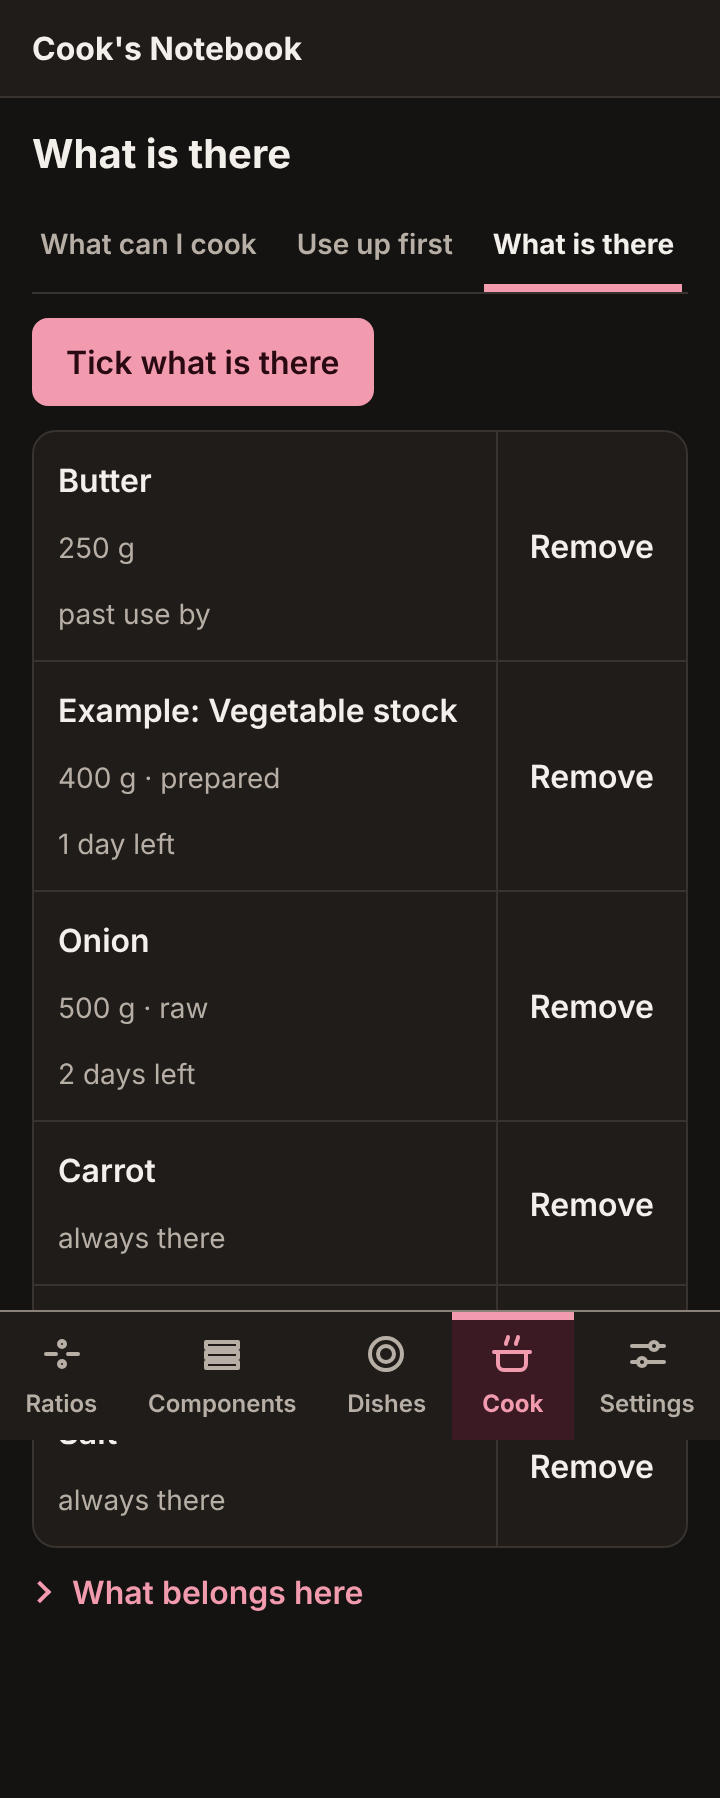 Cook's Notebook
What is there
What can I cook
Use up first
What is there
Tick what is there
Butter
250 g
past use by
Remove
Example: Vegetable stock
400 g · prepared
1 day left
Remove
Onion
500 g · raw
2 days left
Remove
Carrot
always there
Remove
Ratios
Components
Dishes
Cook
Settings
always there
Remove
What belongs here